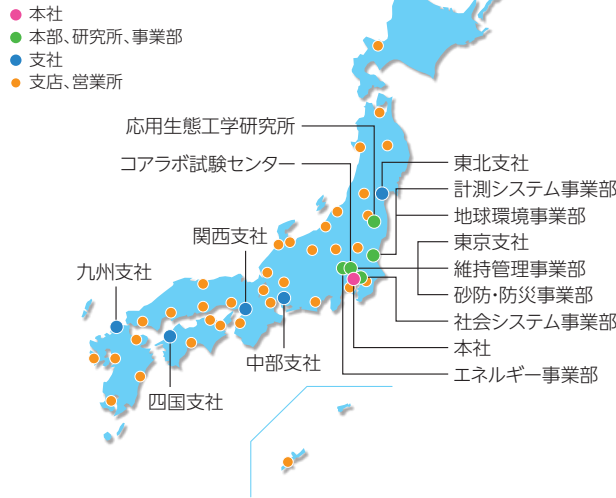 本社
本部、研究所、事業部
支社
支店、営業所
応用生態工学研究所
コアラボ試験センター
東北支社
計測システム事業部
地球環境事業部
関西支社
東京支社
九州支社
維持管理事業部
砂防・防災事業部
社会システム事業部
本社
中部支社
エネルギー事業部
四国支社